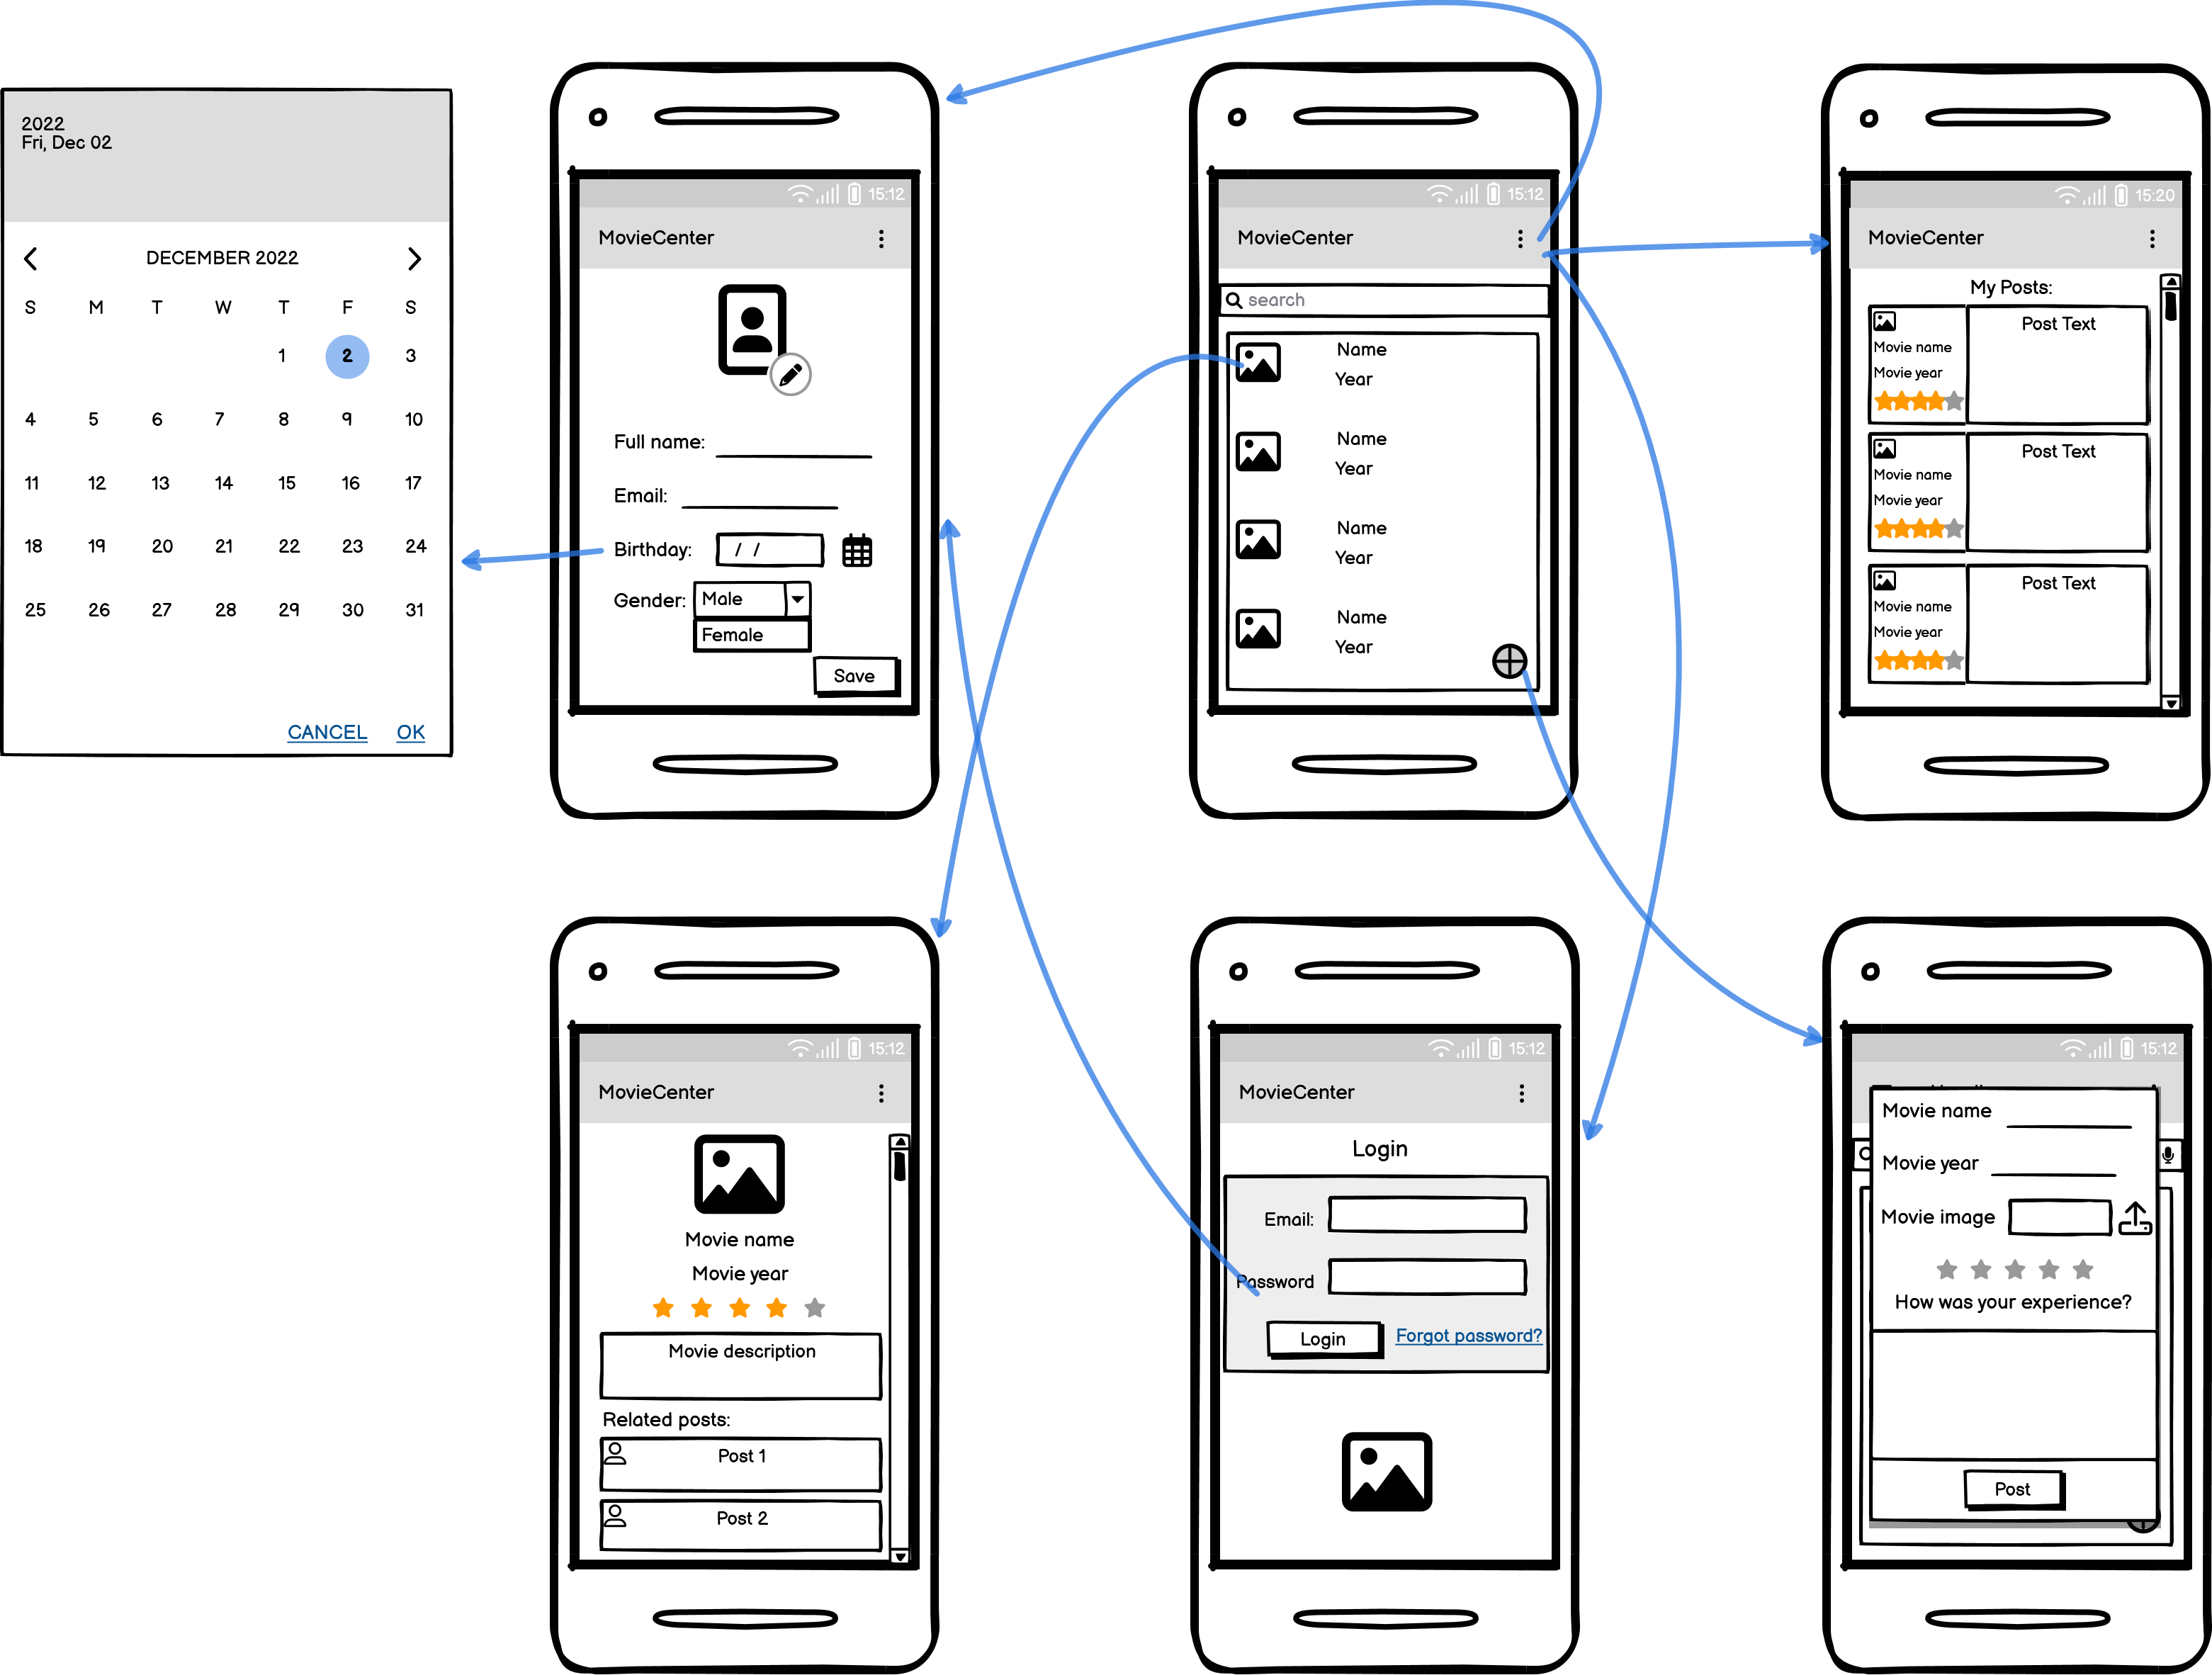 2022
Fri, Dec 02
DECEMBER 2022
S M T W T F S
1 2 3
4 5 6 7 8 9 10
11 12 13 14 15 16 17
18 19 20 21 22 23 24
25 26 27 28 29 30 31
CANCEL OK
15:12
MovieCenter
Full name:
Email:
Birthday: / /
Gender: Male
Female
Save
15:12
MovieCenter
search
Name
Year
Name
Year
Name
Year
Name
Year
15:20
MovieCenter
My Posts:
Movie name
Movie year
Post Text
Movie name
Movie year
Post Text
Movie name
Movie year
Post Text
15:12
MovieCenter
Movie name
Movie year
Movie description
Related posts:
Post 1
Post 2
15:12
MovieCenter
Login
Email:
Password
Login Forgot password?
15:12
Movie name
Movie year
Movie image
How was your experience?
Post